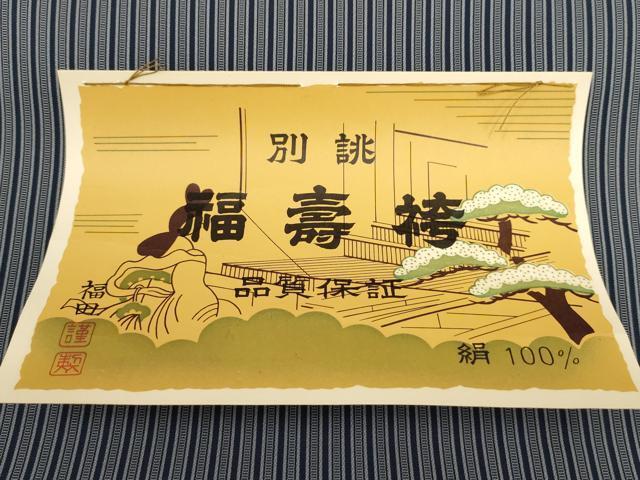 別誂
福壽袴
品質保証
福田
謹製
絹 100%